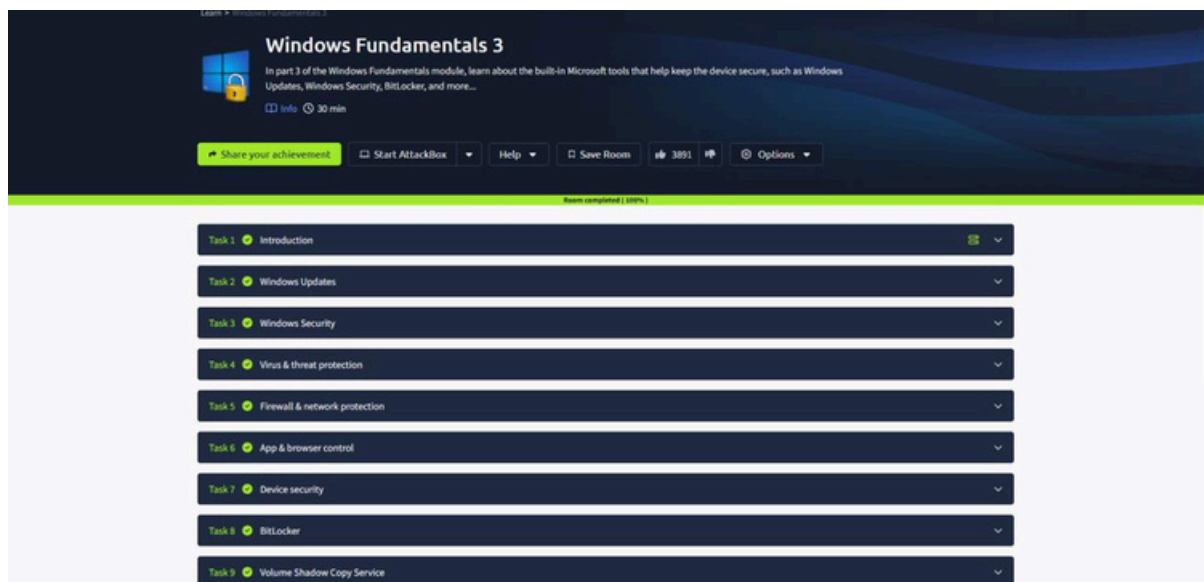 Learn > Windows Fundamentals 3
Windows Fundamentals 3
In part 3 of the Windows Fundamentals module, learn about the built-in Microsoft tools that help keep the device secure, such as Windows
Updates, Windows Security, BitLocker, and more...
Info 30 min
Share your achievement Start AttackBox Help Save Room 3891 Options
Room completed ( 100% )
Task 1 Introduction
Task 2 Windows Updates
Task 3 Windows Security
Task 4 Virus & threat protection
Task 5 Firewall & network protection
Task 6 App & browser control
Task 7 Device security
Task 8 BitLocker
Task 9 Volume Shadow Copy Service